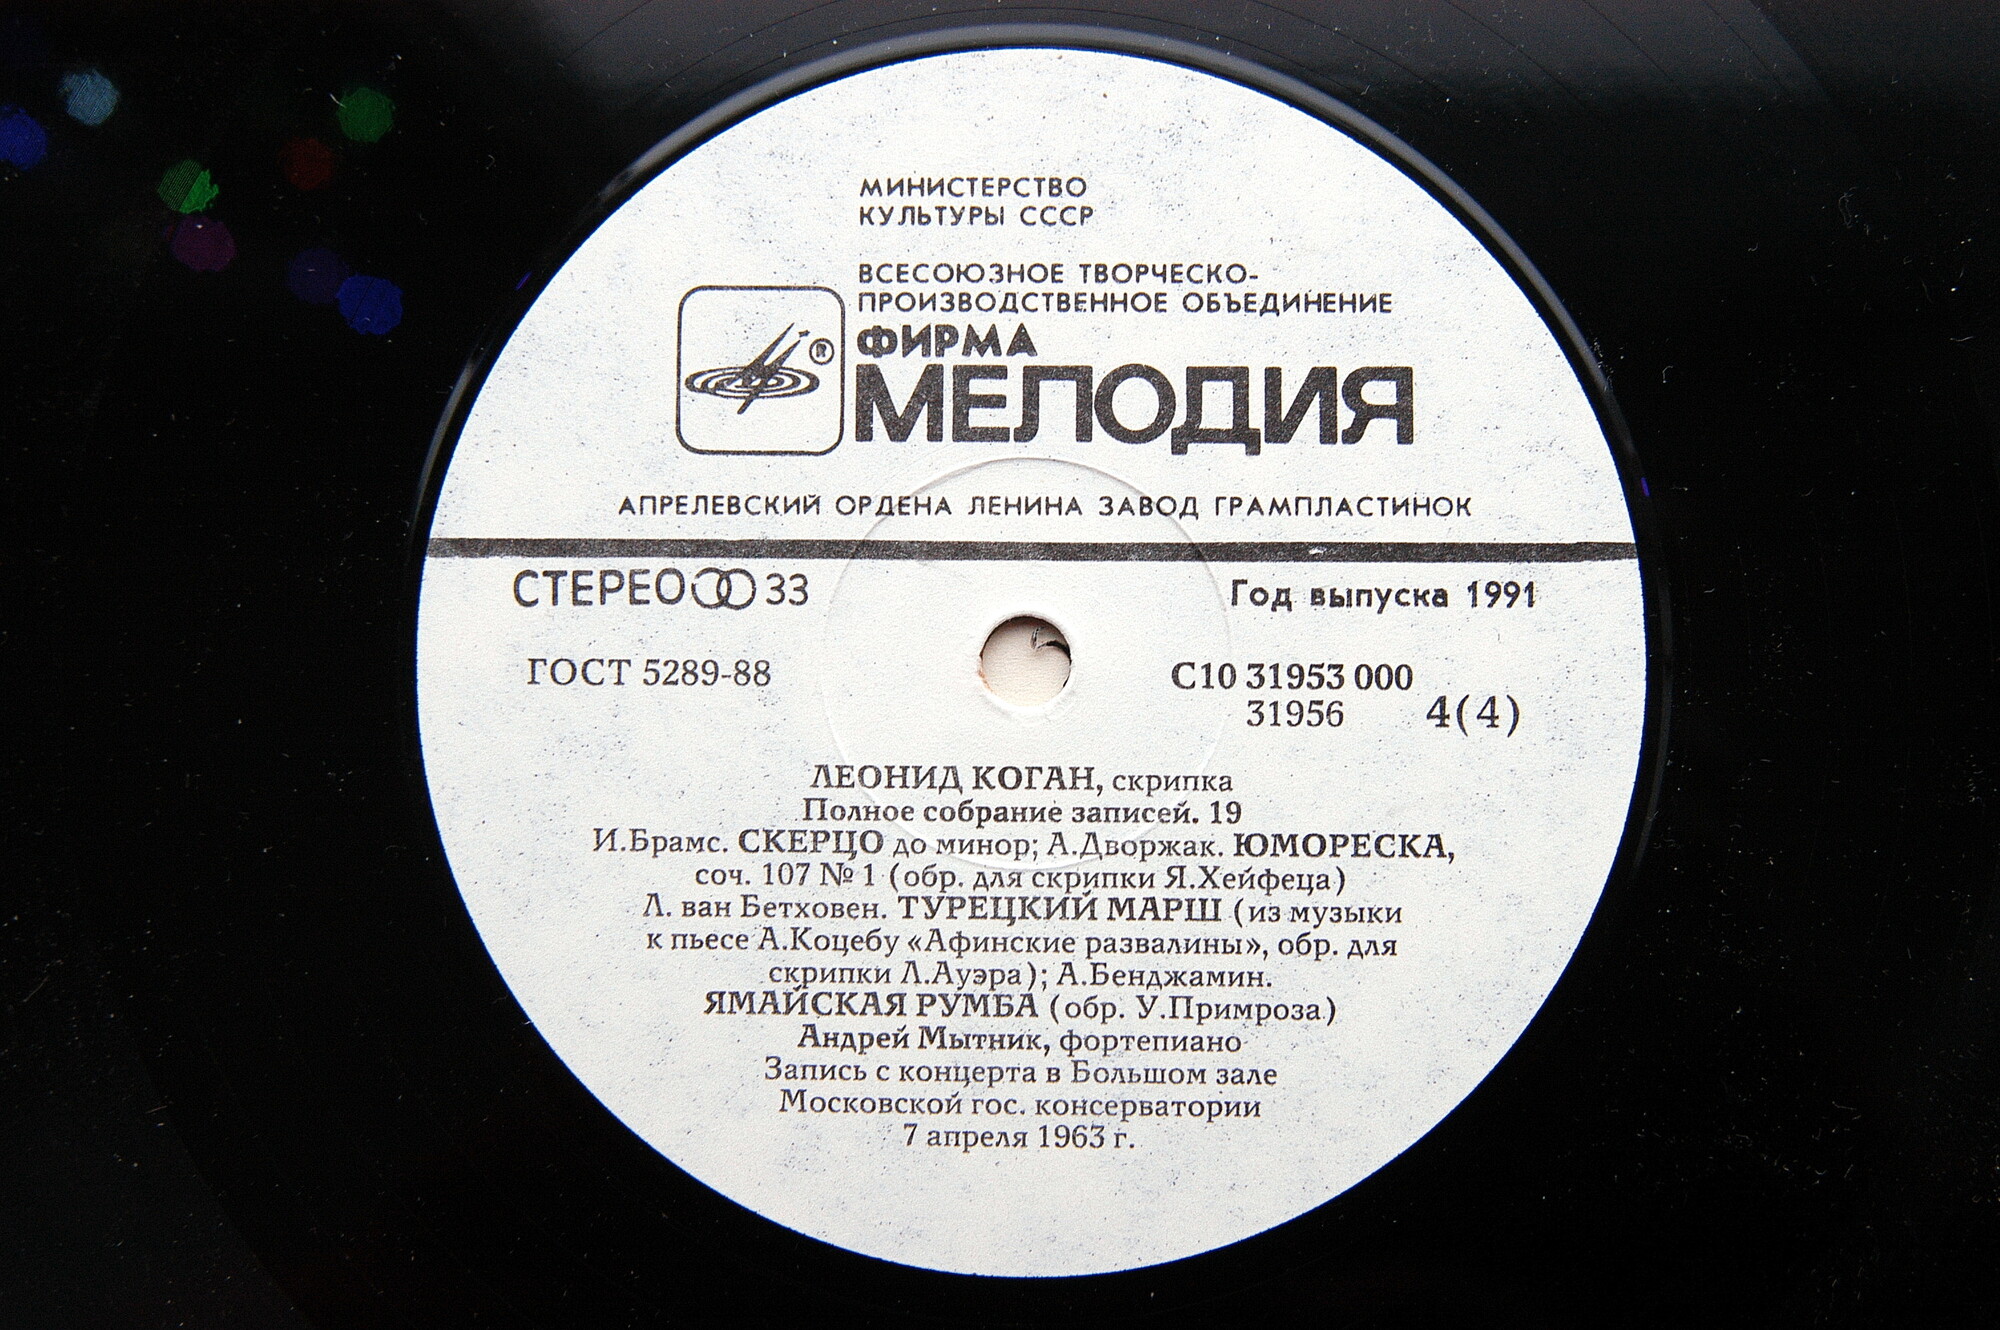 МИНИСТЕРСТВО
КУЛЬТУРЫ СССР
ВСЕСОЮЗНОЕ ТВОРЧЕСКО-
ПРОИЗВОДСТВЕННОЕ ОБЪЕДИНЕНИЕ
ФИРМА
®
МЕЛОДИЯ
АПРЕЛЕВСКИЙ ОРДЕНА ЛЕНИНА ЗАВОД ГРАМПЛАСТИНОК
СТЕРЕО 33
Год выпуска 1991
ГОСТ 5289-88
С10 31953 000
31956 4(4)
ЛЕОНИД КОГАН, скрипка
Полное собрание записей. 19
И.Брамс. СКЕРЦО до минор; А.Дворжак. ЮМОРЕСКА,
соч. 107 № 1 (обр. для скрипки Я.Хейфеца)
Л. ван Бетховен. ТУРЕЦКИЙ МАРШ (из музыки
к пьесе А.Коцебу «Афинские развалины», обр. для
скрипки Л.Ауэра); А.Бенджамин.
ЯМАЙСКАЯ РУМБА (обр. У.Примроза)
Андрей Мытник, фортепиано
Запись с концерта в Большом зале
Московской гос. консерватории
7 апреля 1963 г.